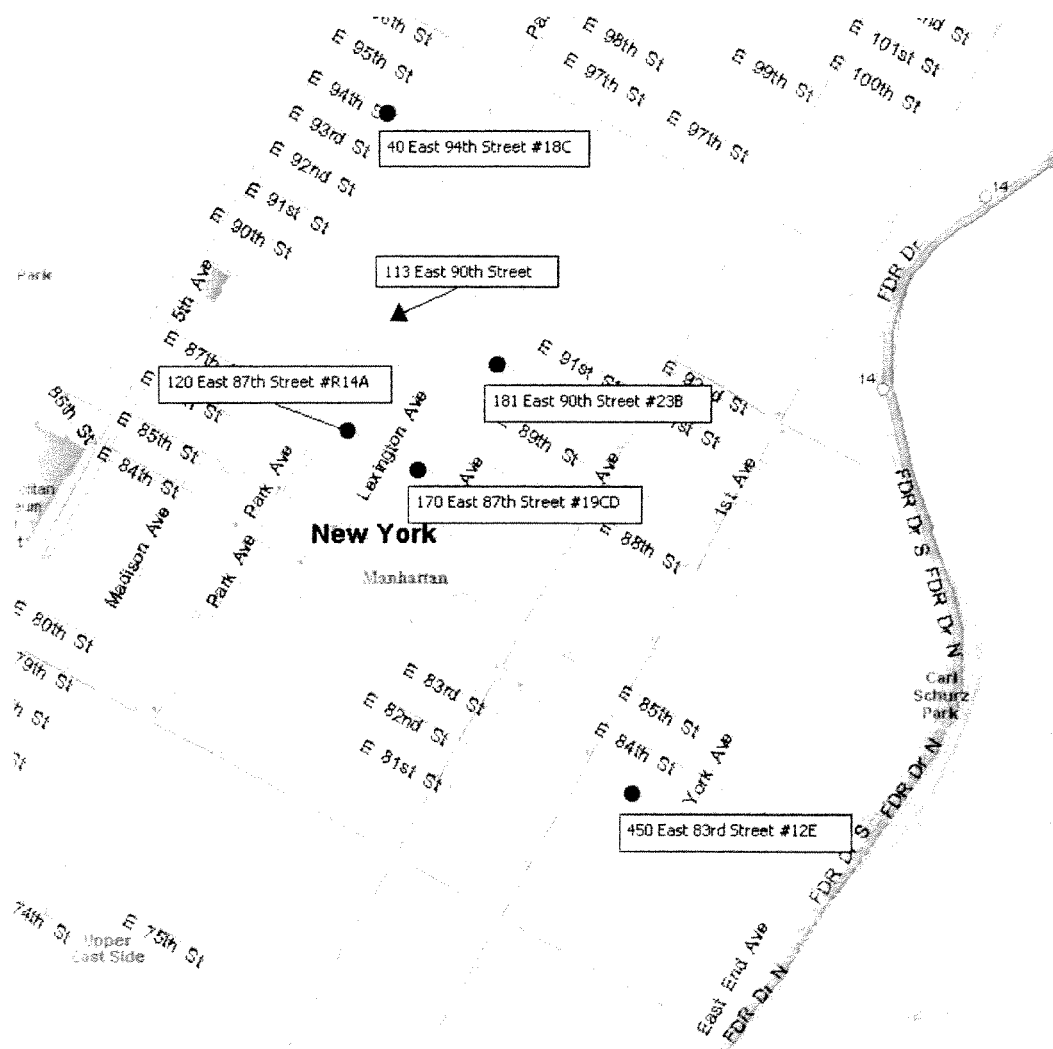 E 95th St
E 94th St
E 93rd St
E 92nd St
E 91st St
E 90th St
E 98th St
E 97th St
E 97th St
E 99th St
E 101st St
E 100th St
40 East 94th Street #18C
14
FDR Dr
Park
5th Ave
113 East 90th Street
E 87th
120 East 87th Street #R14A
E 91st St
181 East 90th Street #23B
14
86th St
E 85th St
E 84th St
Lexington Ave
89th St
Ave
Ave
1st Ave
Park Ave
Park Ave
Madison Ave
170 East 87th Street #19CD
E 88th St
New York
Manhattan
FDR Dr S
FDR Dr N
E 80th St
79th St
E 83rd St
E 82nd St
E 81st St
E 85th St
E 84th St
York Ave
Carl
Schurz
Park
FDR Dr N
450 East 83rd Street #12E
FDR Dr S
74th St
E 75th St
Upper
East Side
East End Ave
FDR Dr N